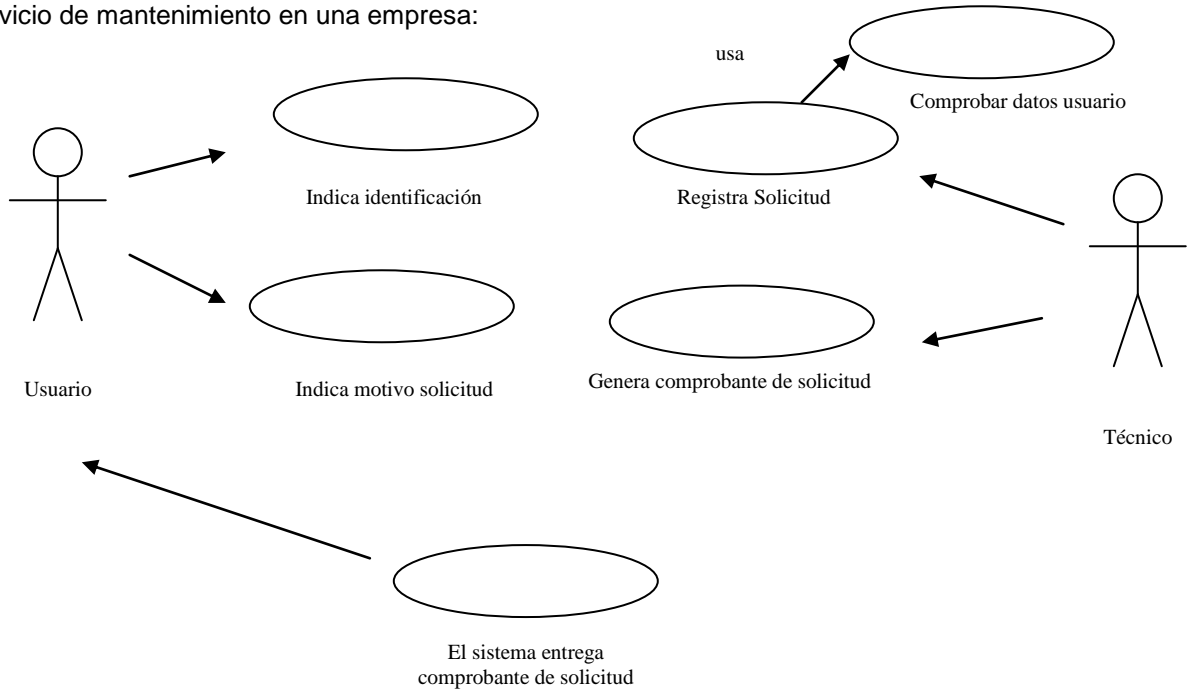 vicio de mantenimiento en una empresa:
usa
Comprobar datos usuario
Indica identificación
Registra Solicitud
Usuario
Indica motivo solicitud
Genera comprobante de solicitud
Técnico
El sistema entrega
comprobante de solicitud